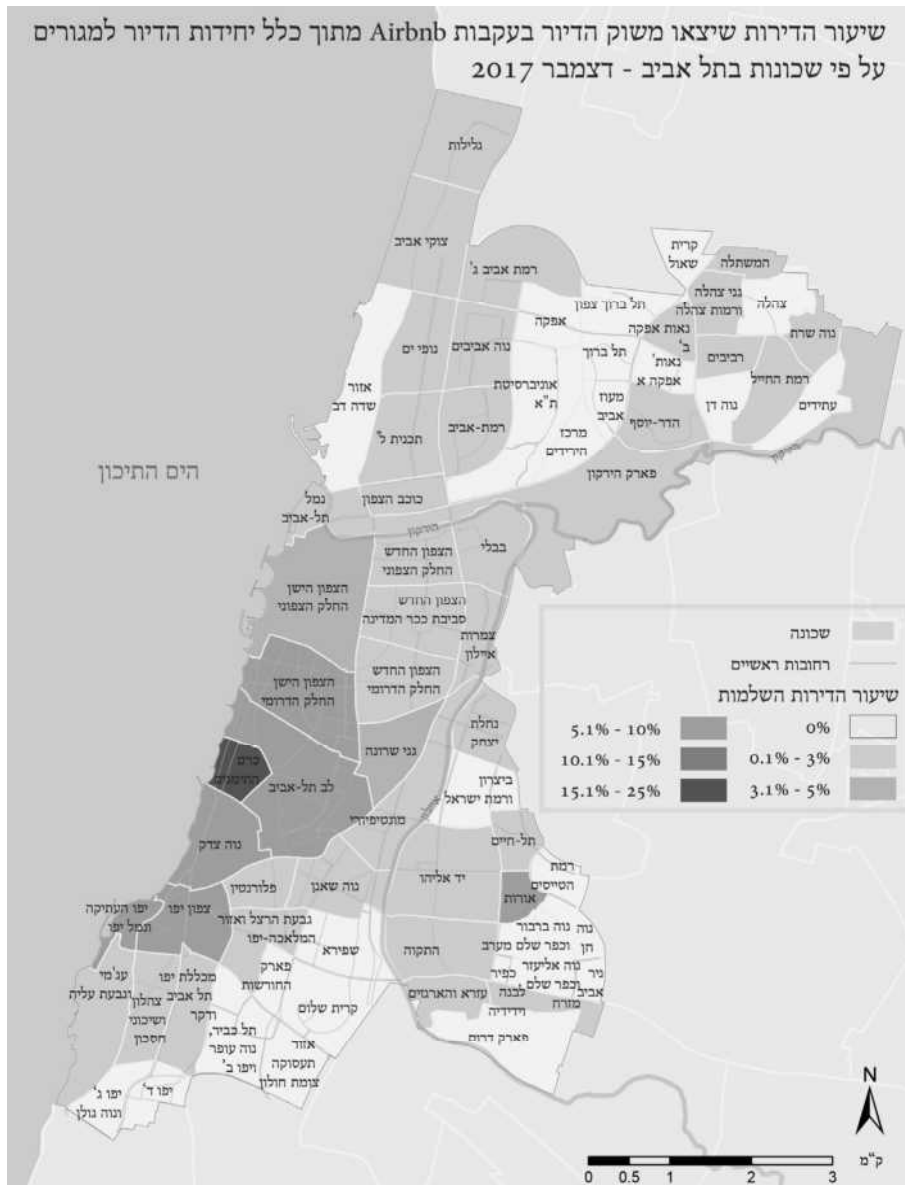 שיעור הדירות שיצאו משוק הדיור בעקבות Airbnb מתוך כלל יחידות הדיור למגורים
על פי שכונות בתל אביב - דצמבר 2017
גלילות
צוקי אביב
רמת אביב ג'
קרית
שאול
המשתלה
גני צהלה
ורמות צהלה
צהלה
נוה שרת
תל ברוך צפון
אפקה
נאות אפקה
ב'
תל ברוך
נאות'
אפקה א
רביבים
רמת החייל
נופי ים
נוה אביבים
אזור
שדה דב
אוניברסיטת
ת"א
מעוז
אביב
נוה דן
עתידים
רמת-אביב
הדר-יוסף
תכנית ל'
מרכז
הירידים
הים התיכון
פארק הירקון
הירקון
נמל
תל-אביב
כוכב הצפון
הירקון
בבלי
הצפון החדש
החלק הצפוני
הצפון הישן
החלק הצפוני
הצפון החדש
סביבת ככר המדינה
צמרות
איילון
הצפון החדש
החלק הדרומי
הצפון הישן
החלק הדרומי
נחלת
יצחק
גני שרונה
כרם
התימנים
לב תל-אביב
ביצרון
ורמת ישראל
איילון
מונטיפיורי
נוה צדק
תל-חיים
רמת
הטייסים
יד אליהו
אורות
פלורנטין
נוה שאנן
צפון יפו
יפו העתיקה
ונמל יפו
גבעת הרצל ואזור
המלאכה-יפו
שפירא
התקוה
נוה ברבור
וכפר שלם מערב
נוה
חן
נוה אליעזר
וכפר שלם
מזרח
ניר
אביב
כפיר
לבנה
וידידיה
עזרא והארגזים
עג'מי
וגבעת עליה
צהלון
ושיכוני
חסכון
מכללת יפו
תל אביב
ודקר
פארק
החורשות
קרית שלום
תל כביר,
נוה עופר
ויפו ב'
אזור
תעסוקה
צומת חולון
פארק דרום
יפו ד'
יפו ג'
ונוה גולן
שכונה
רחובות ראשיים
שיעור הדירות השלמות
0%
0.1% - 3%
3.1% - 5%
5.1% - 10%
10.1% - 15%
15.1% - 25%
N
ק"מ
0 0.5 1 2 3